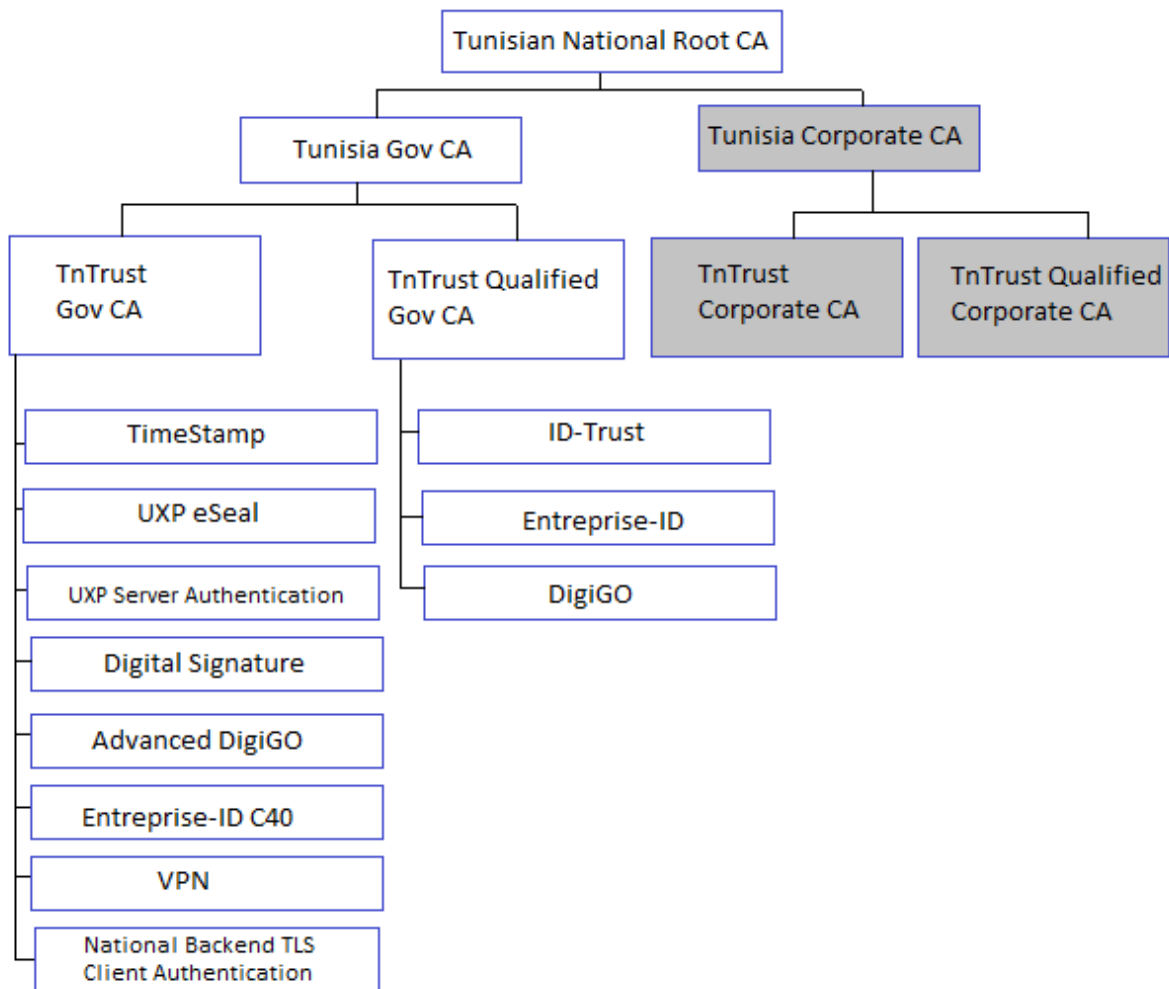 Tunisian National Root CA
Tunisia Gov CA
Tunisia Corporate CA
TnTrust
Gov CA
TnTrust Qualified
Gov CA
TnTrust
Corporate CA
TnTrust Qualified
Corporate CA
TimeStamp
UXP eSeal
UXP Server Authentication
Digital Signature
Advanced DigiGO
Entreprise-ID C40
VPN
National Backend TLS
Client Authentication
ID-Trust
Entreprise-ID
DigiGO